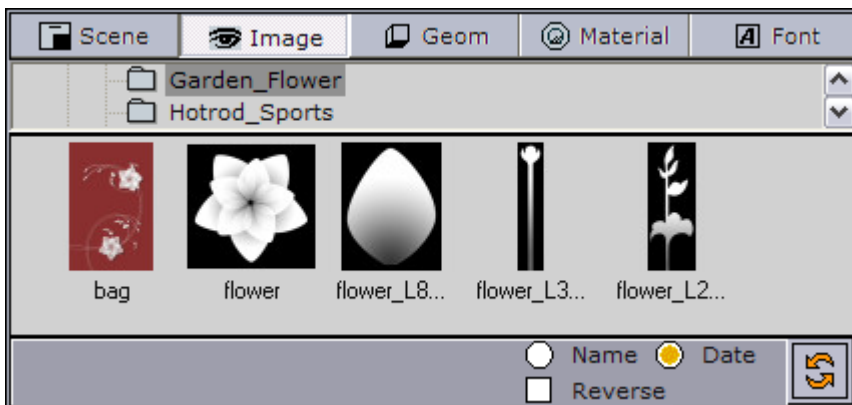 Scene Image Geom Material Font
Garden_Flower
Hotrod_Sports
bag flower flower_L8... flower_L3... flower_L2...
Name Date
Reverse